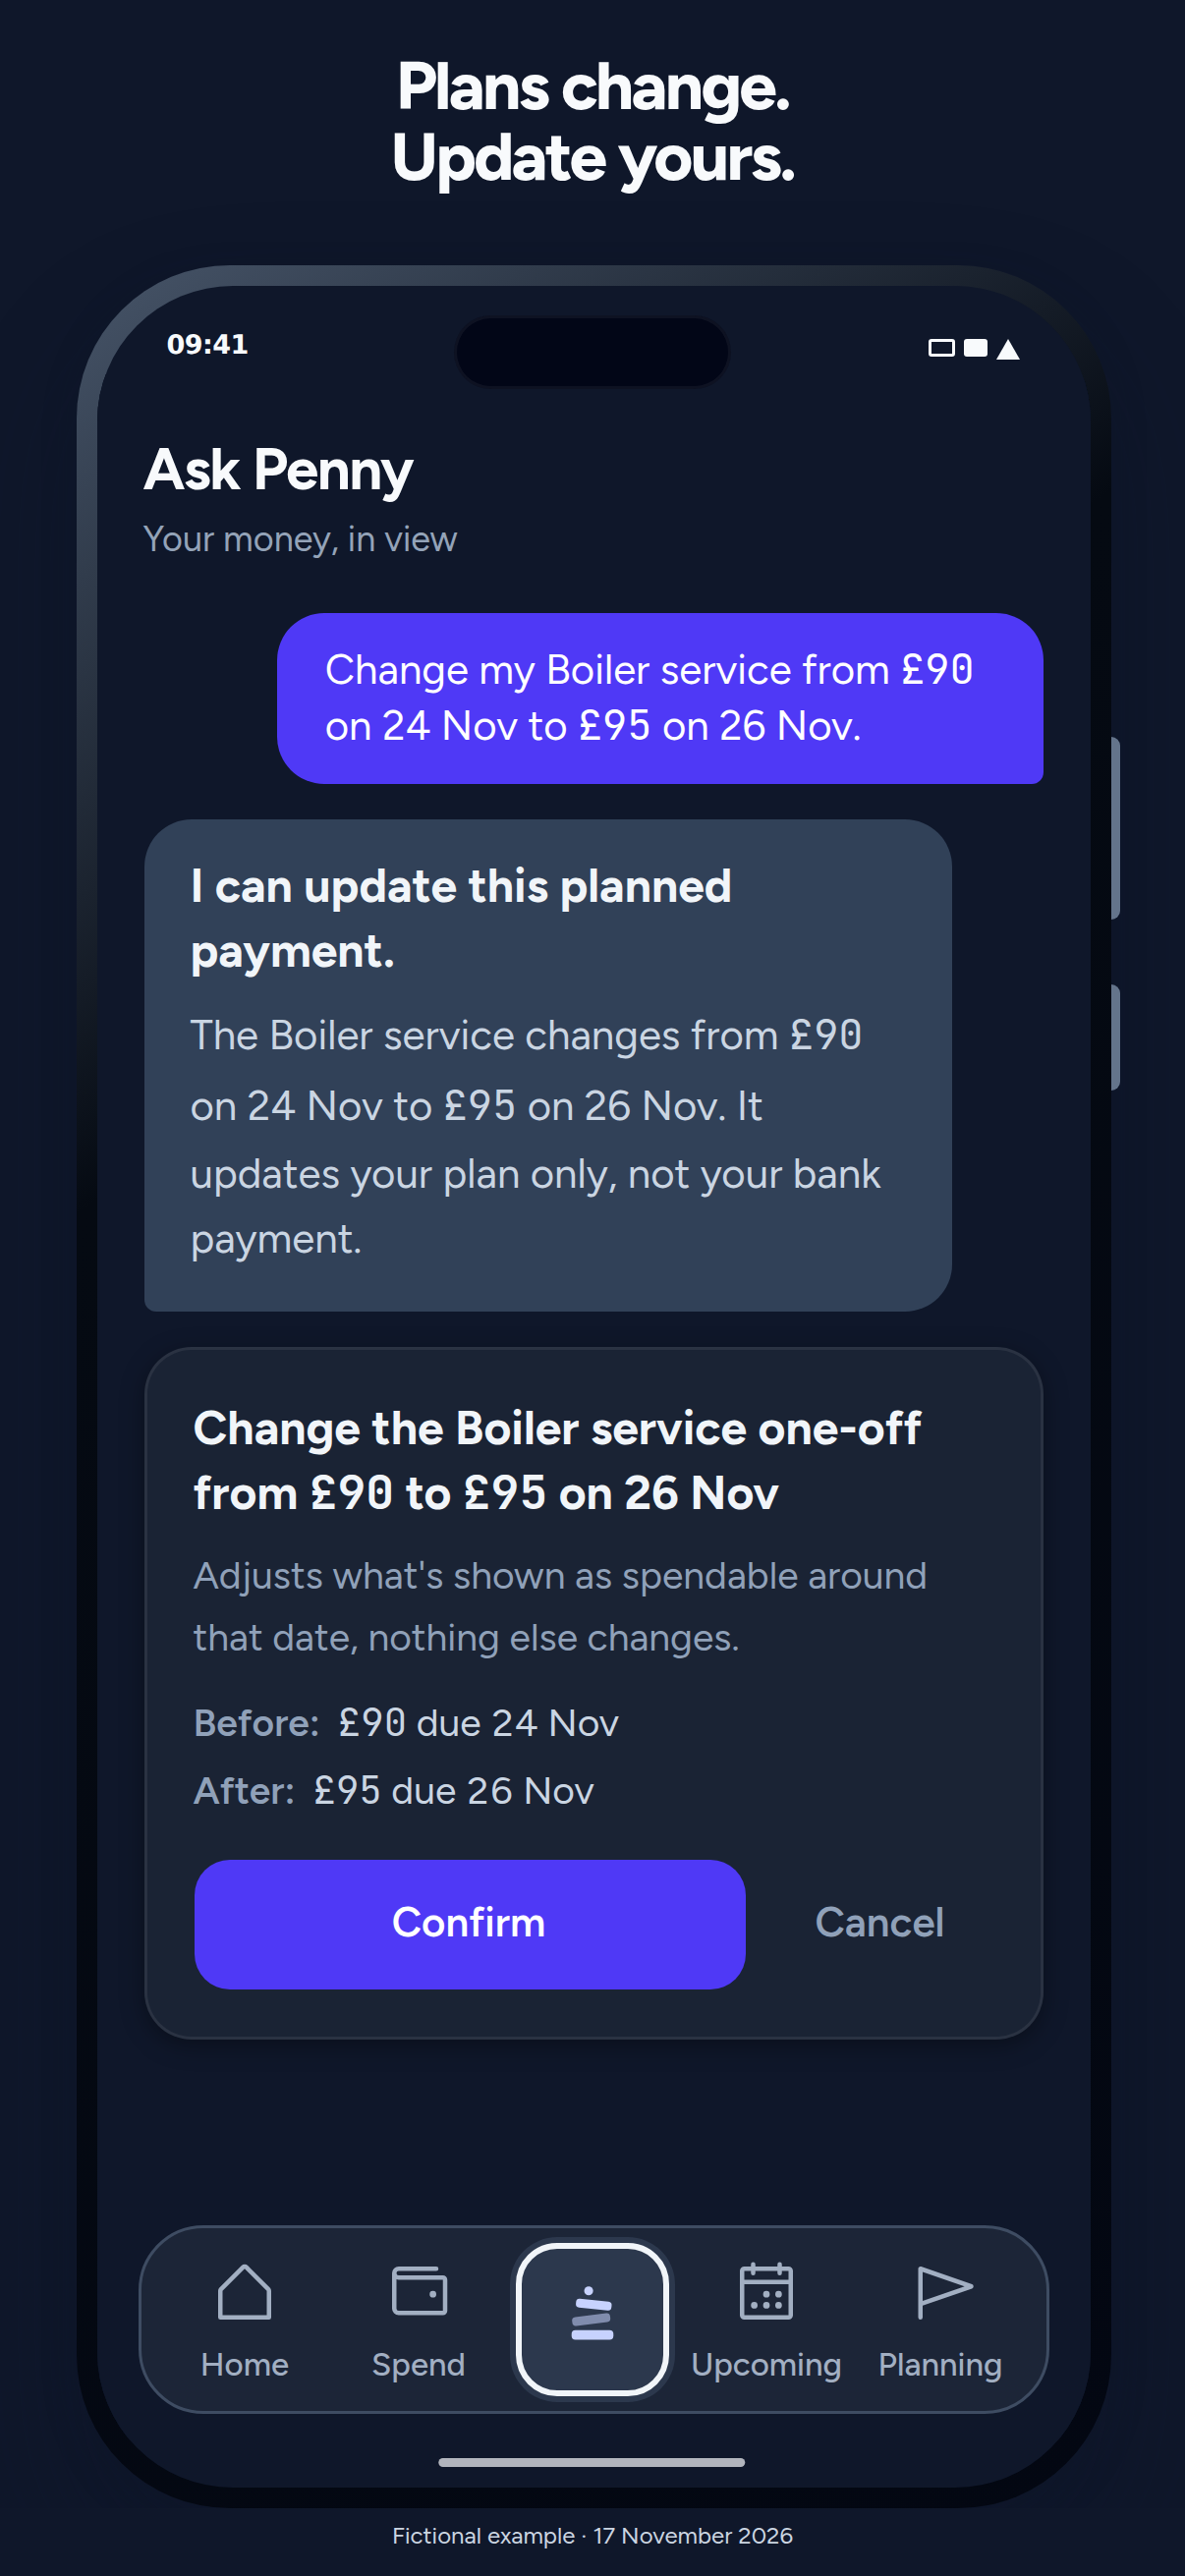 Plans change.
Update yours.
09:41
Ask Penny
Your money, in view
Change my Boiler service from £90
on 24 Nov to £95 on 26 Nov.
I can update this planned
payment.
The Boiler service changes from £90
on 24 Nov to £95 on 26 Nov. It
updates your plan only, not your bank
payment.
Change the Boiler service one-off
from £90 to £95 on 26 Nov
Adjusts what's shown as spendable around
that date, nothing else changes.
Before: £90 due 24 Nov
After: £95 due 26 Nov
Confirm Cancel
Home Spend Upcoming Planning
Fictional example · 17 November 2026